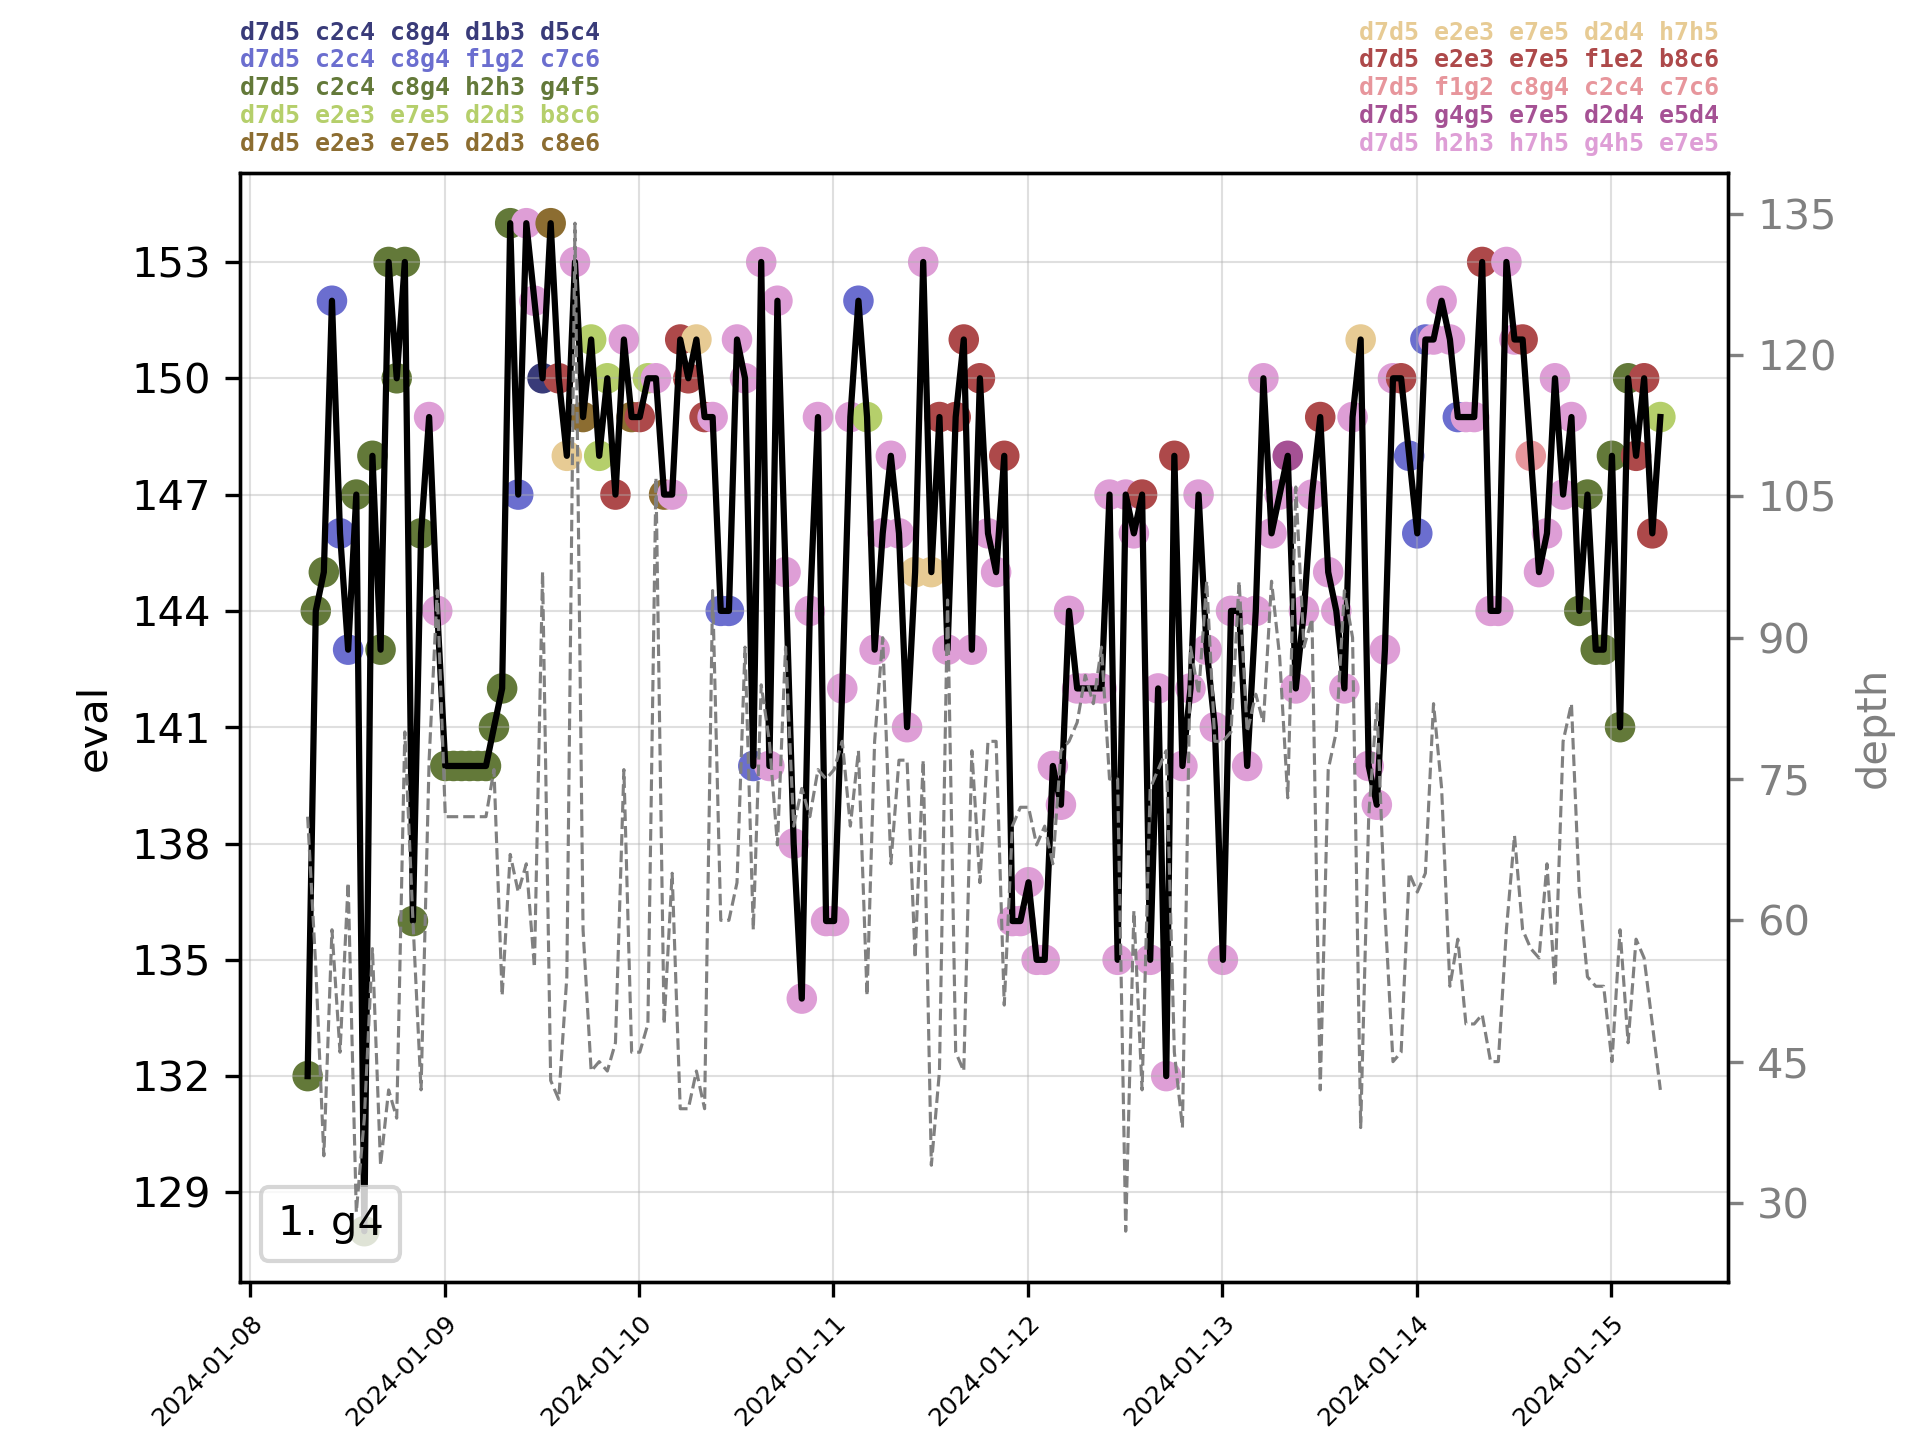 d7d5 c2c4 c8g4 d1b3 d5c4
d7d5 c2c4 c8g4 f1g2 c7c6
d7d5 c2c4 c8g4 h2h3 g4f5
d7d5 e2e3 e7e5 d2d3 b8c6
d7d5 e2e3 e7e5 d2d3 c8e6
d7d5 e2e3 e7e5 d2d4 h7h5
d7d5 e2e3 e7e5 f1e2 b8c6
d7d5 f1g2 c8g4 c2c4 c7c6
d7d5 g4g5 e7e5 d2d4 e5d4
d7d5 h2h3 h7h5 g4h5 e7e5
153
150
147
144
141
138
135
132
129
eval
135
120
105
90
75
60
45
30
depth
1. g4
2024-01-08
2024-01-09
2024-01-10
2024-01-11
2024-01-12
2024-01-13
2024-01-14
2024-01-15